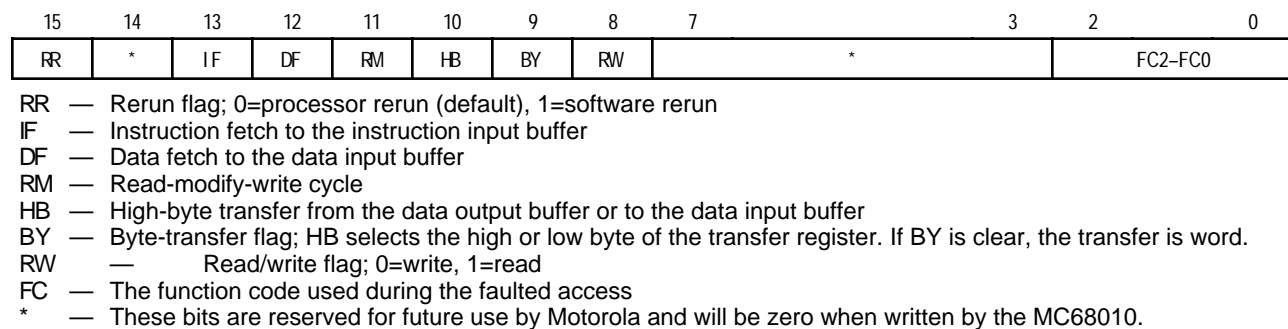 15 14 13 12 11 10 9 8 7 3 2 0
RR * IF DF RM HB BY RW * FC2–FC0
RR — Rerun flag; 0=processor rerun (default), 1=software rerun
IF — Instruction fetch to the instruction input buffer
DF — Data fetch to the data input buffer
RM — Read-modify-write cycle
HB — High-byte transfer from the data output buffer or to the data input buffer
BY — Byte-transfer flag; HB selects the high or low byte of the transfer register. If BY is clear, the transfer is word.
RW — Read/write flag; 0=write, 1=read
FC — The function code used during the faulted access
* — These bits are reserved for future use by Motorola and will be zero when written by the MC68010.